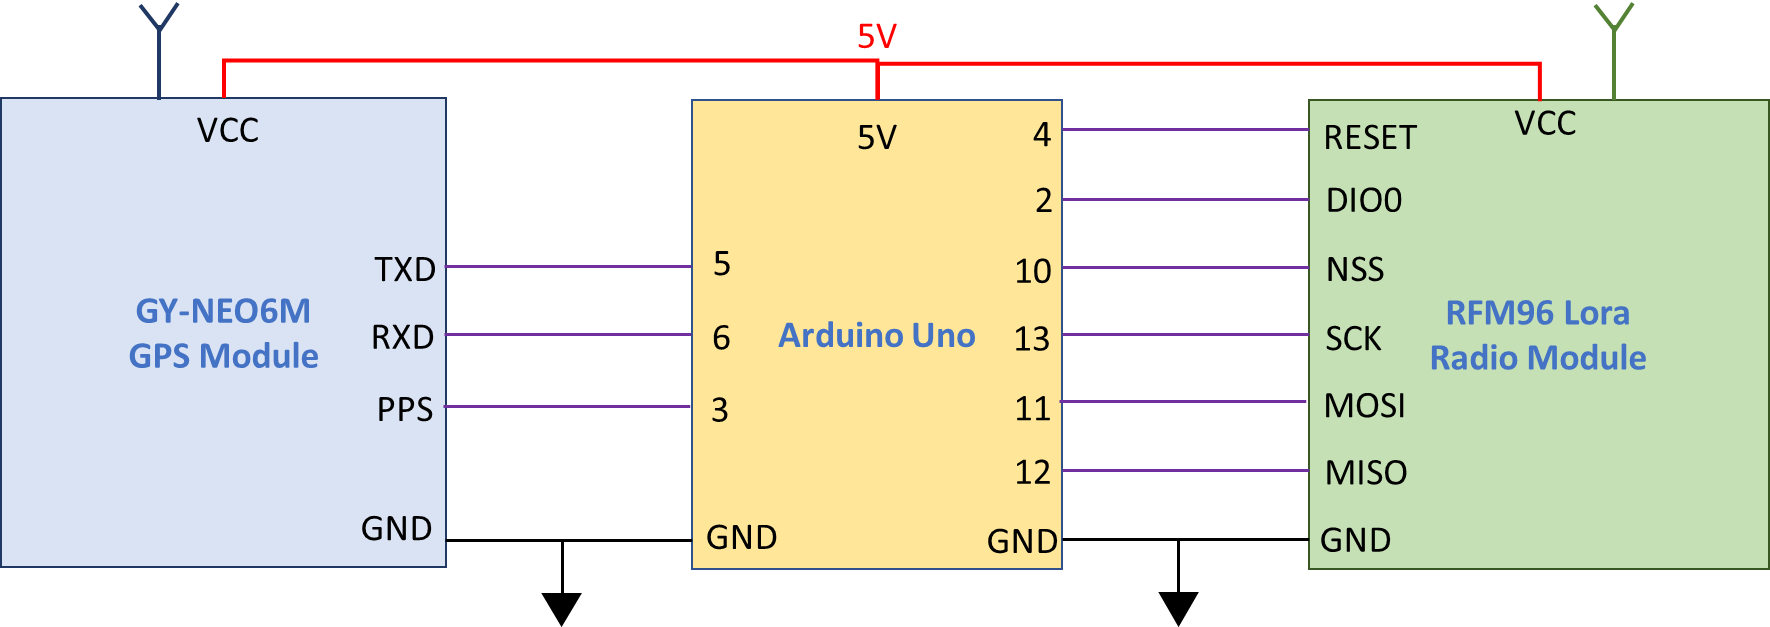 5V
VCC
TXD
RXD
PPS
GND
GY-NEO6M
GPS Module
5V
5
6
3
GND
Arduino Uno
4
2
10
13
11
12
GND
VCC
RESET
DIO0
NSS
SCK
MOSI
MISO
GND
RFM96 Lora
Radio Module